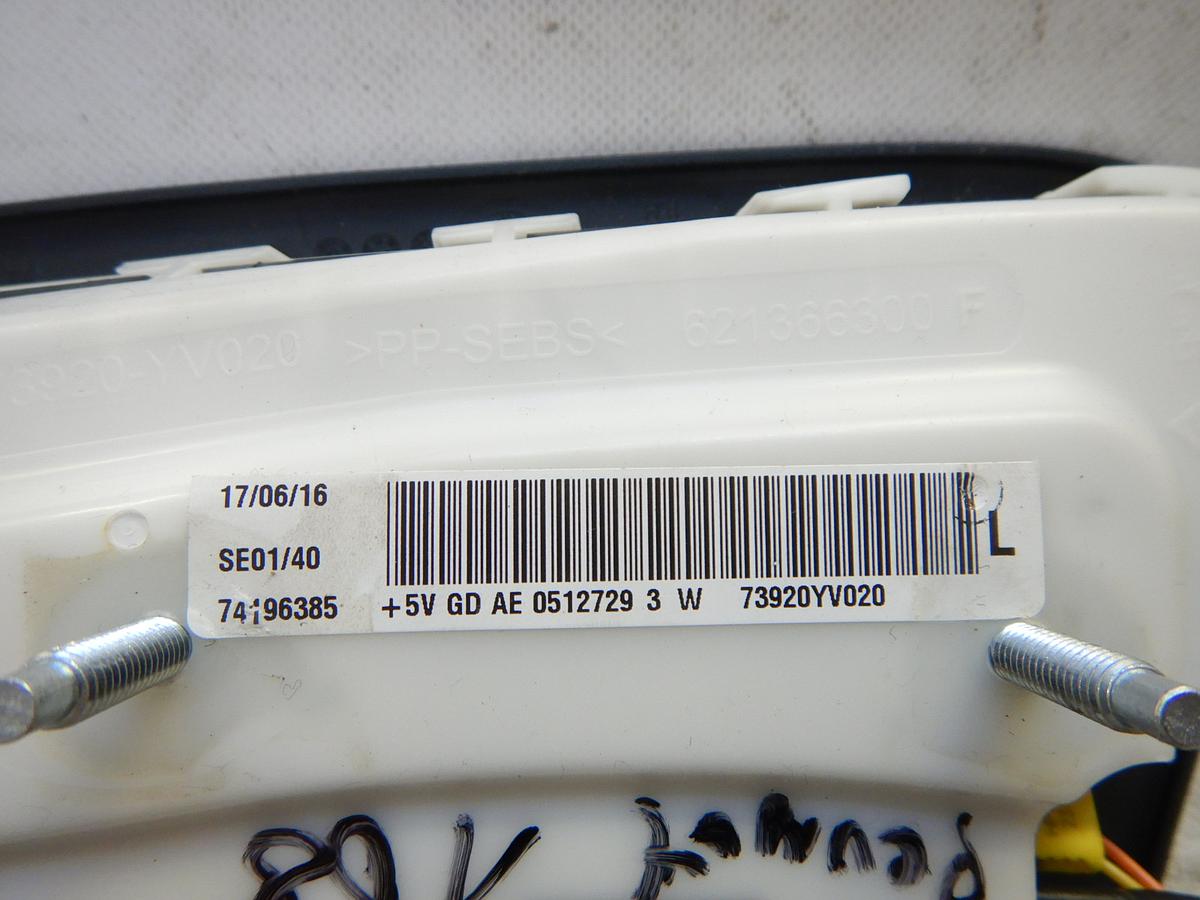 3920-YV020 >PP-SEBS< 621366300 F
17/06/16
SE01/40
74196385
L
+5V GD AE 0512729 3 W 73920YV020